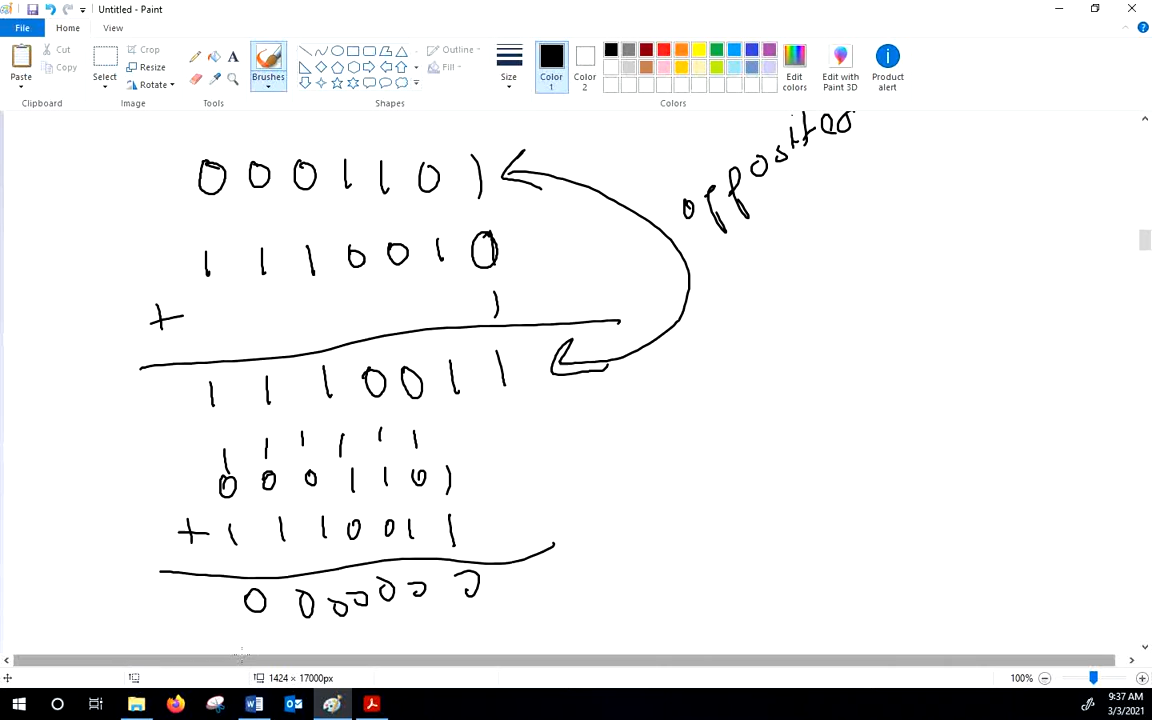 Untitled - Paint
File Home View
Paste
Cut
Copy
Clipboard
Select
Crop
Resize
Rotate
Image
A
Tools
Brushes
Shapes
Outline
Fill
Size
Color 1
Color 2
Colors
Edit colors
Edit with Paint 3D
Product alert
opposites
0 0 0 1 1 0 1
1 1 1 0 0 1 0
+ 1
1 1 1 0 0 1 1
1 1 1 1 1 1
0 0 0 1 1 0 1
+ 1 1 1 0 0 1 1
0 0 0 0 0 0 0
1424 × 17000px
100%
9:37 AM
3/3/2021